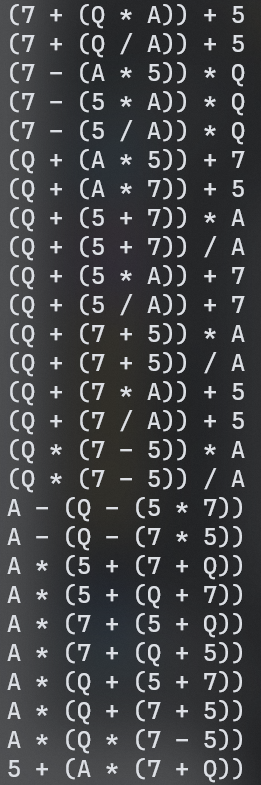 (7 + (Q * A)) + 5
(7 + (Q / A)) + 5
(7 - (A * 5)) * Q
(7 - (5 * A)) * Q
(7 - (5 / A)) * Q
(Q + (A * 5)) + 7
(Q + (A * 7)) + 5
(Q + (5 + 7)) * A
(Q + (5 + 7)) / A
(Q + (5 * A)) + 7
(Q + (5 / A)) + 7
(Q + (7 + 5)) * A
(Q + (7 + 5)) / A
(Q + (7 * A)) + 5
(Q + (7 / A)) + 5
(Q * (7 - 5)) * A
(Q * (7 - 5)) / A
A - (Q - (5 * 7))
A - (Q - (7 * 5))
A * (5 + (7 + Q))
A * (5 + (Q + 7))
A * (7 + (5 + Q))
A * (7 + (Q + 5))
A * (Q + (5 + 7))
A * (Q + (7 + 5))
A * (Q * (7 - 5))
5 + (A * (7 + Q))